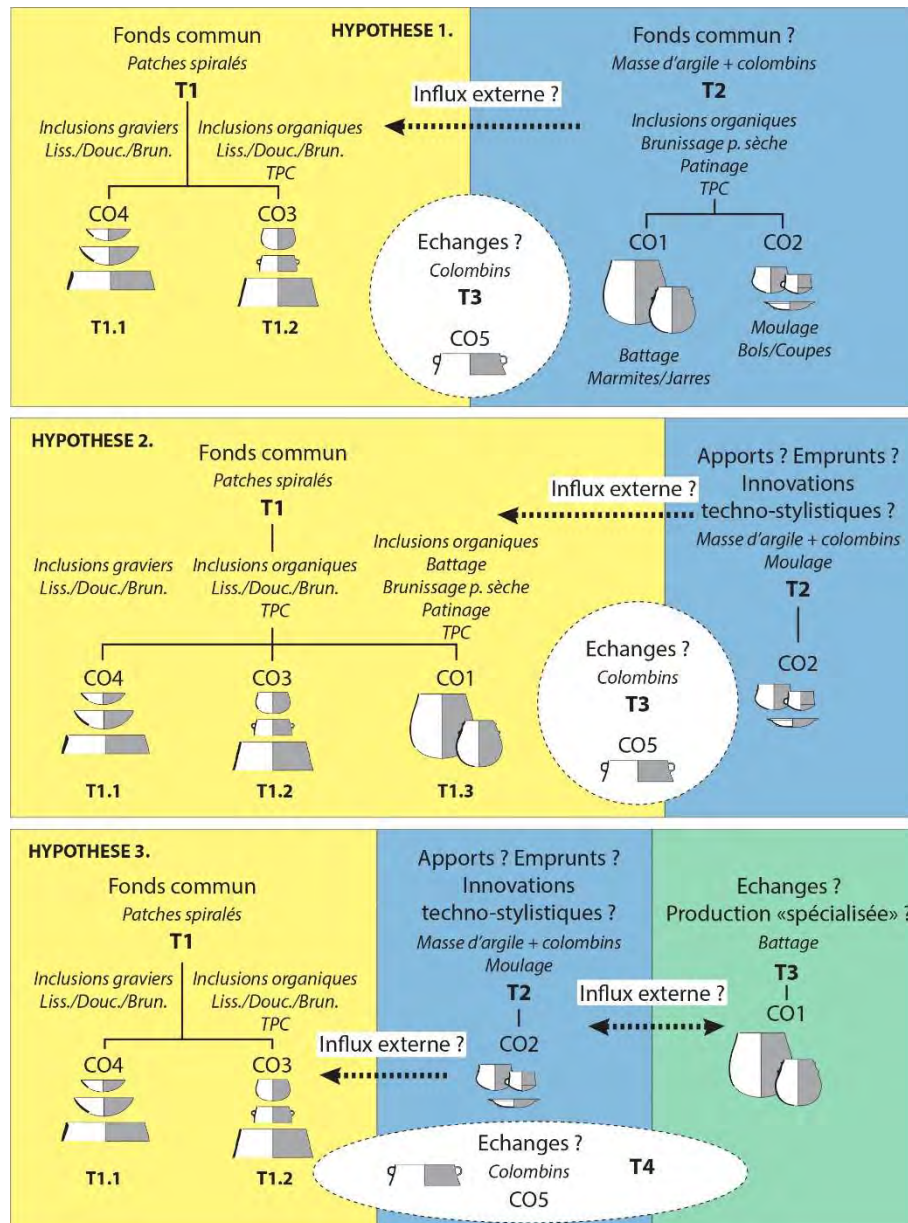 HYPOTHESE 1.
Fonds commun
Patches spiralés
T1
Inclusions graviers
Liss./Douc./Brun.
Inclusions organiques
Liss./Douc./Brun.
TPC
CO4
CO3
T1.1
T1.2
Influx externe ?
Echanges ?
Colombins
T3
CO5
Fonds commun ?
Masse d'argile + colombins
T2
Inclusions organiques
Brunissage p. sèche
Patinage
TPC
CO1
CO2
Battage
Marmites/Jarres
Moulage
Bols/Coupes
HYPOTHESE 2.
Fonds commun
Patches spiralés
T1
Inclusions graviers
Liss./Douc./Brun.
Inclusions organiques
Liss./Douc./Brun.
TPC
Inclusions organiques
Battage
Brunissage p. sèche
Patinage
TPC
CO4
CO3
CO1
T1.1
T1.2
T1.3
Influx externe ?
Echanges ?
Colombins
T3
CO5
Apports ? Emprunts ?
Innovations
techno-stylistiques ?
Masse d'argile + colombins
Moulage
T2
CO2
HYPOTHESE 3.
Fonds commun
Patches spiralés
T1
Inclusions graviers
Liss./Douc./Brun.
Inclusions organiques
Liss./Douc./Brun.
TPC
CO4
CO3
T1.1
T1.2
Influx externe ?
Apports ? Emprunts ?
Innovations
techno-stylistiques ?
Masse d'argile + colombins
Moulage
T2
CO2
Influx externe ?
Echanges ?
Production «spécialisée» ?
Battage
T3
CO1
Echanges ?
Colombins
CO5
T4